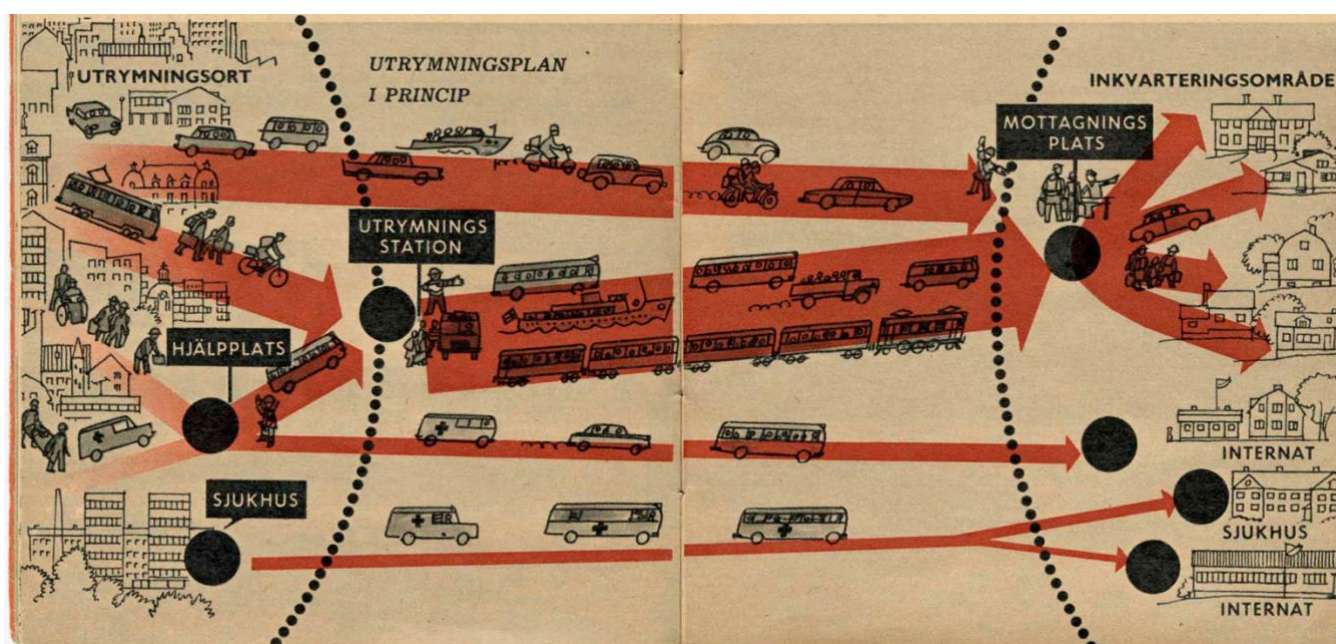 UTRYMNINGSORT
UTRYMNINGSPLAN
I PRINCIP
INKVARTERINGSOMRÅDE
MOTTAGNINGS
PLATS
UTRYMNINGS
STATION
HJÄLPPLATS
INTERNAT
SJUKHUS
SJUKHUS
INTERNAT